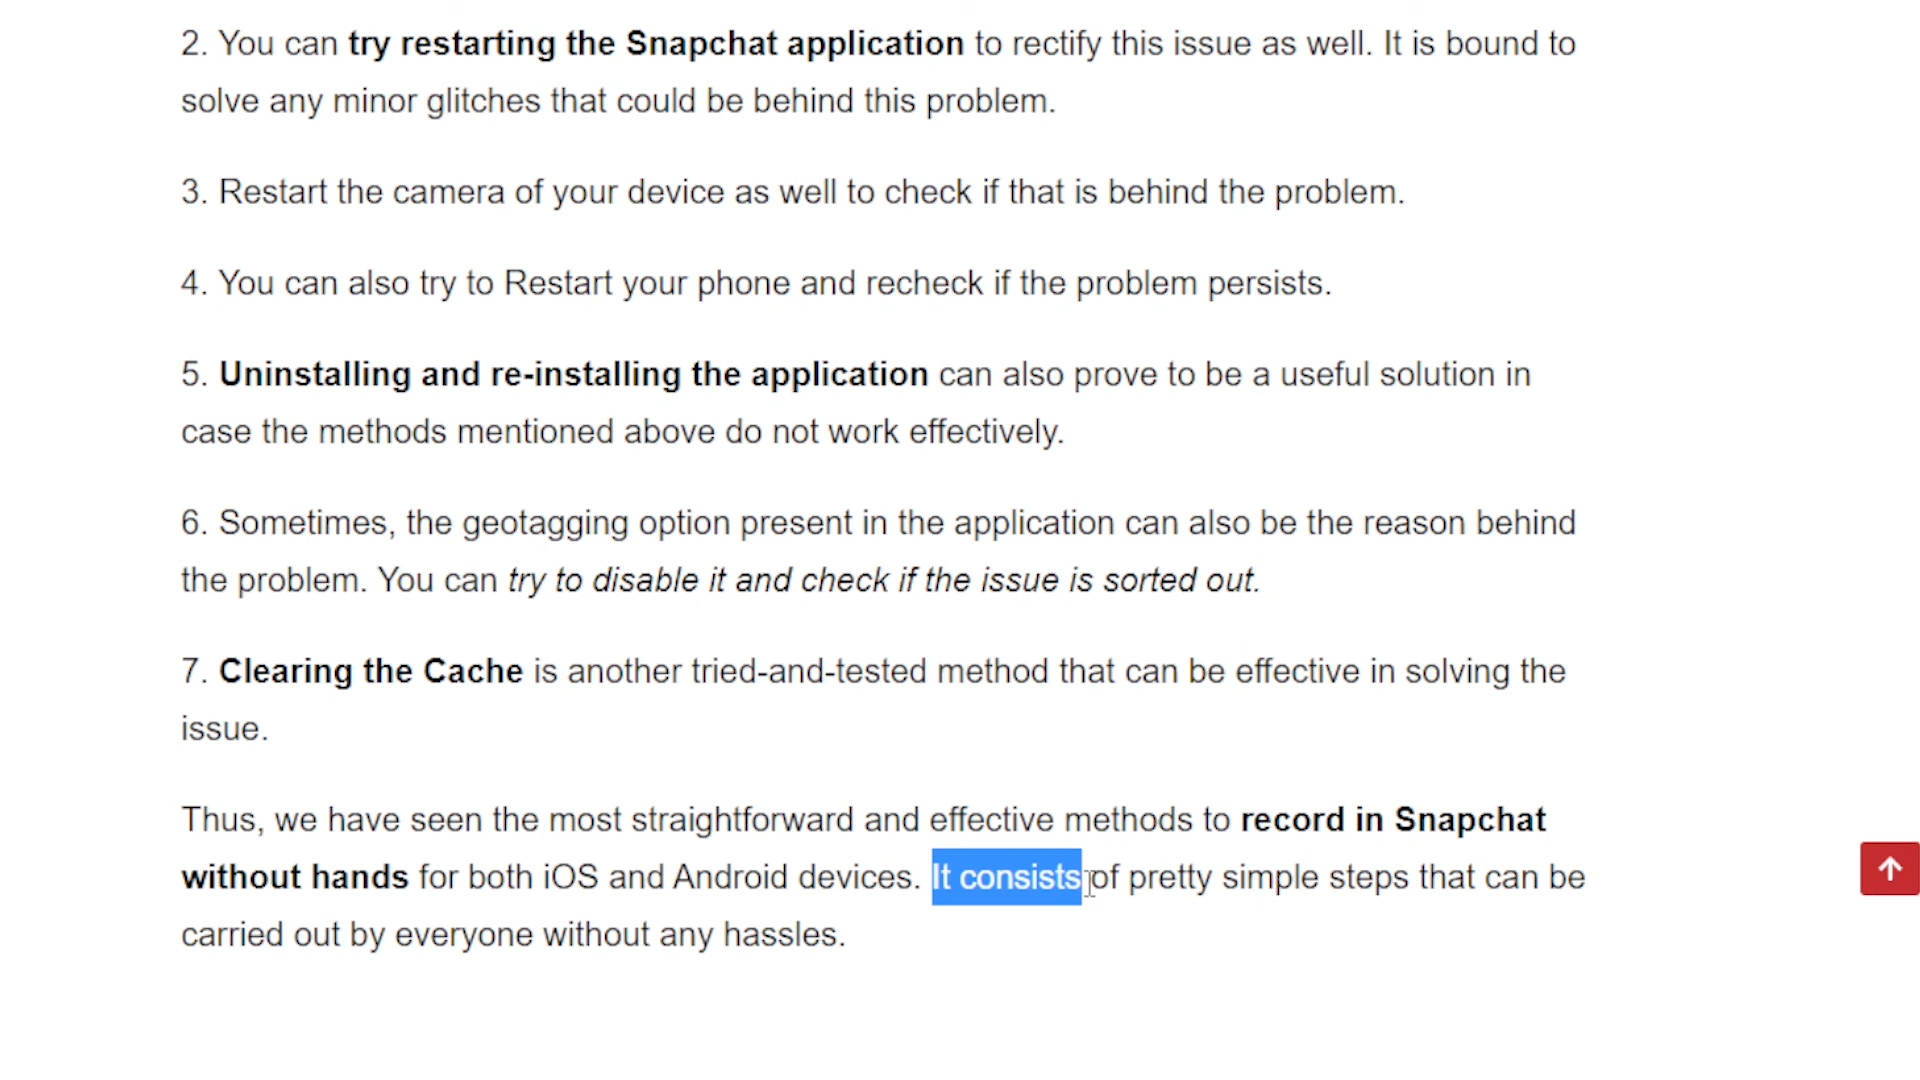 2. You can try restarting the Snapchat application to rectify this issue as well. It is bound to
solve any minor glitches that could be behind this problem.
3. Restart the camera of your device as well to check if that is behind the problem.
4. You can also try to Restart your phone and recheck if the problem persists.
5. Uninstalling and re-installing the application can also prove to be a useful solution in
case the methods mentioned above do not work effectively.
6. Sometimes, the geotagging option present in the application can also be the reason behind
the problem. You can try to disable it and check if the issue is sorted out.
7. Clearing the Cache is another tried-and-tested method that can be effective in solving the
issue.
Thus, we have seen the most straightforward and effective methods to record in Snapchat
without hands for both iOS and Android devices. It consists of pretty simple steps that can be
carried out by everyone without any hassles.